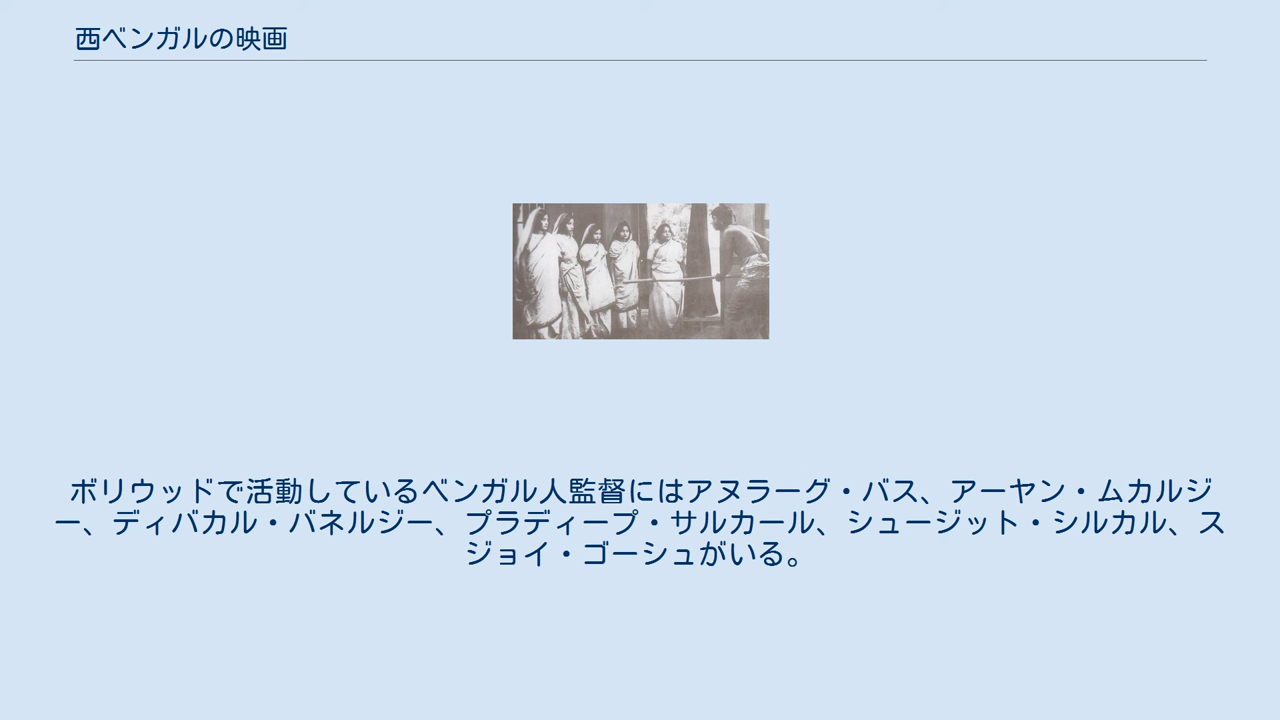 西ベンガルの映画
ボリウッドで活動しているベンガル人監督にはアヌラーグ・バス、アーヤン・ムカルジ
ー、ディバカル・バネルジー、プラディープ・サルカール、シュージット・シルカル、ス
ジョイ・ゴーシュがいる。